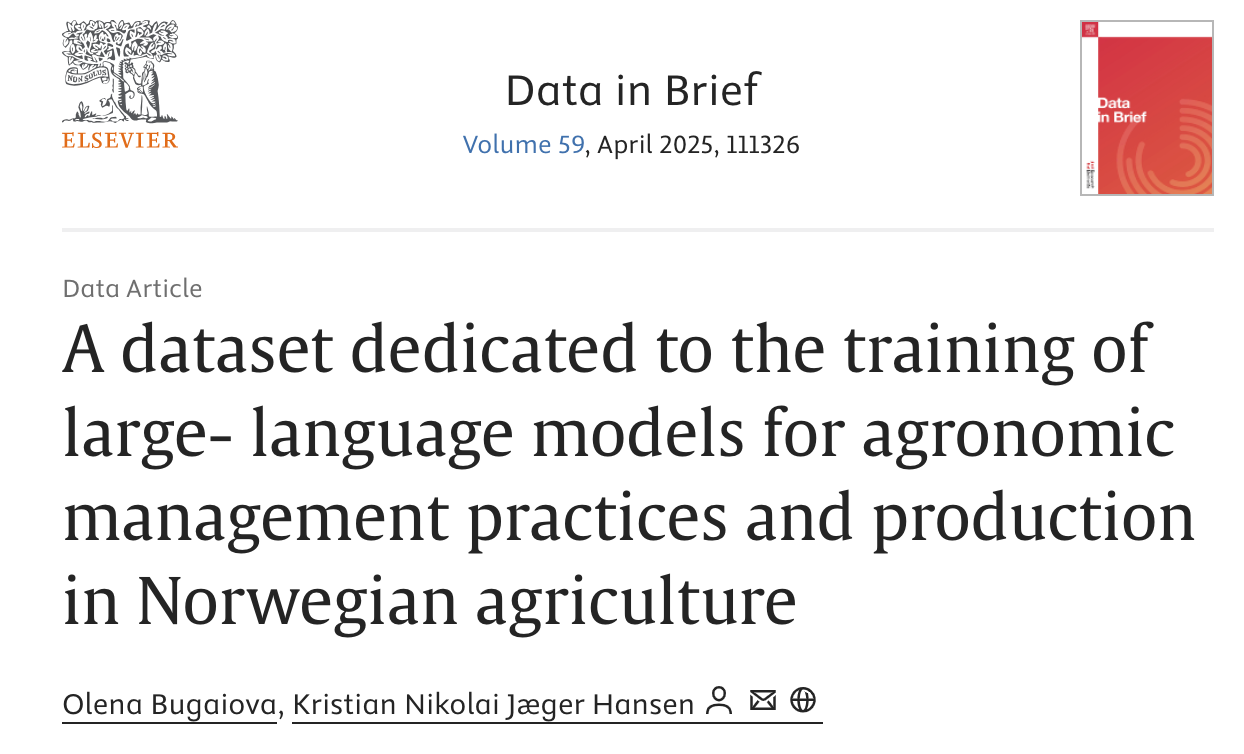 NON SOLUS
ELSEVIER
Data in Brief
Volume 59, April 2025, 111326
Data
in Brief
Data Article
A dataset dedicated to the training of
large- language models for agronomic
management practices and production
in Norwegian agriculture
Olena Bugaiova, Kristian Nikolai Jæger Hansen